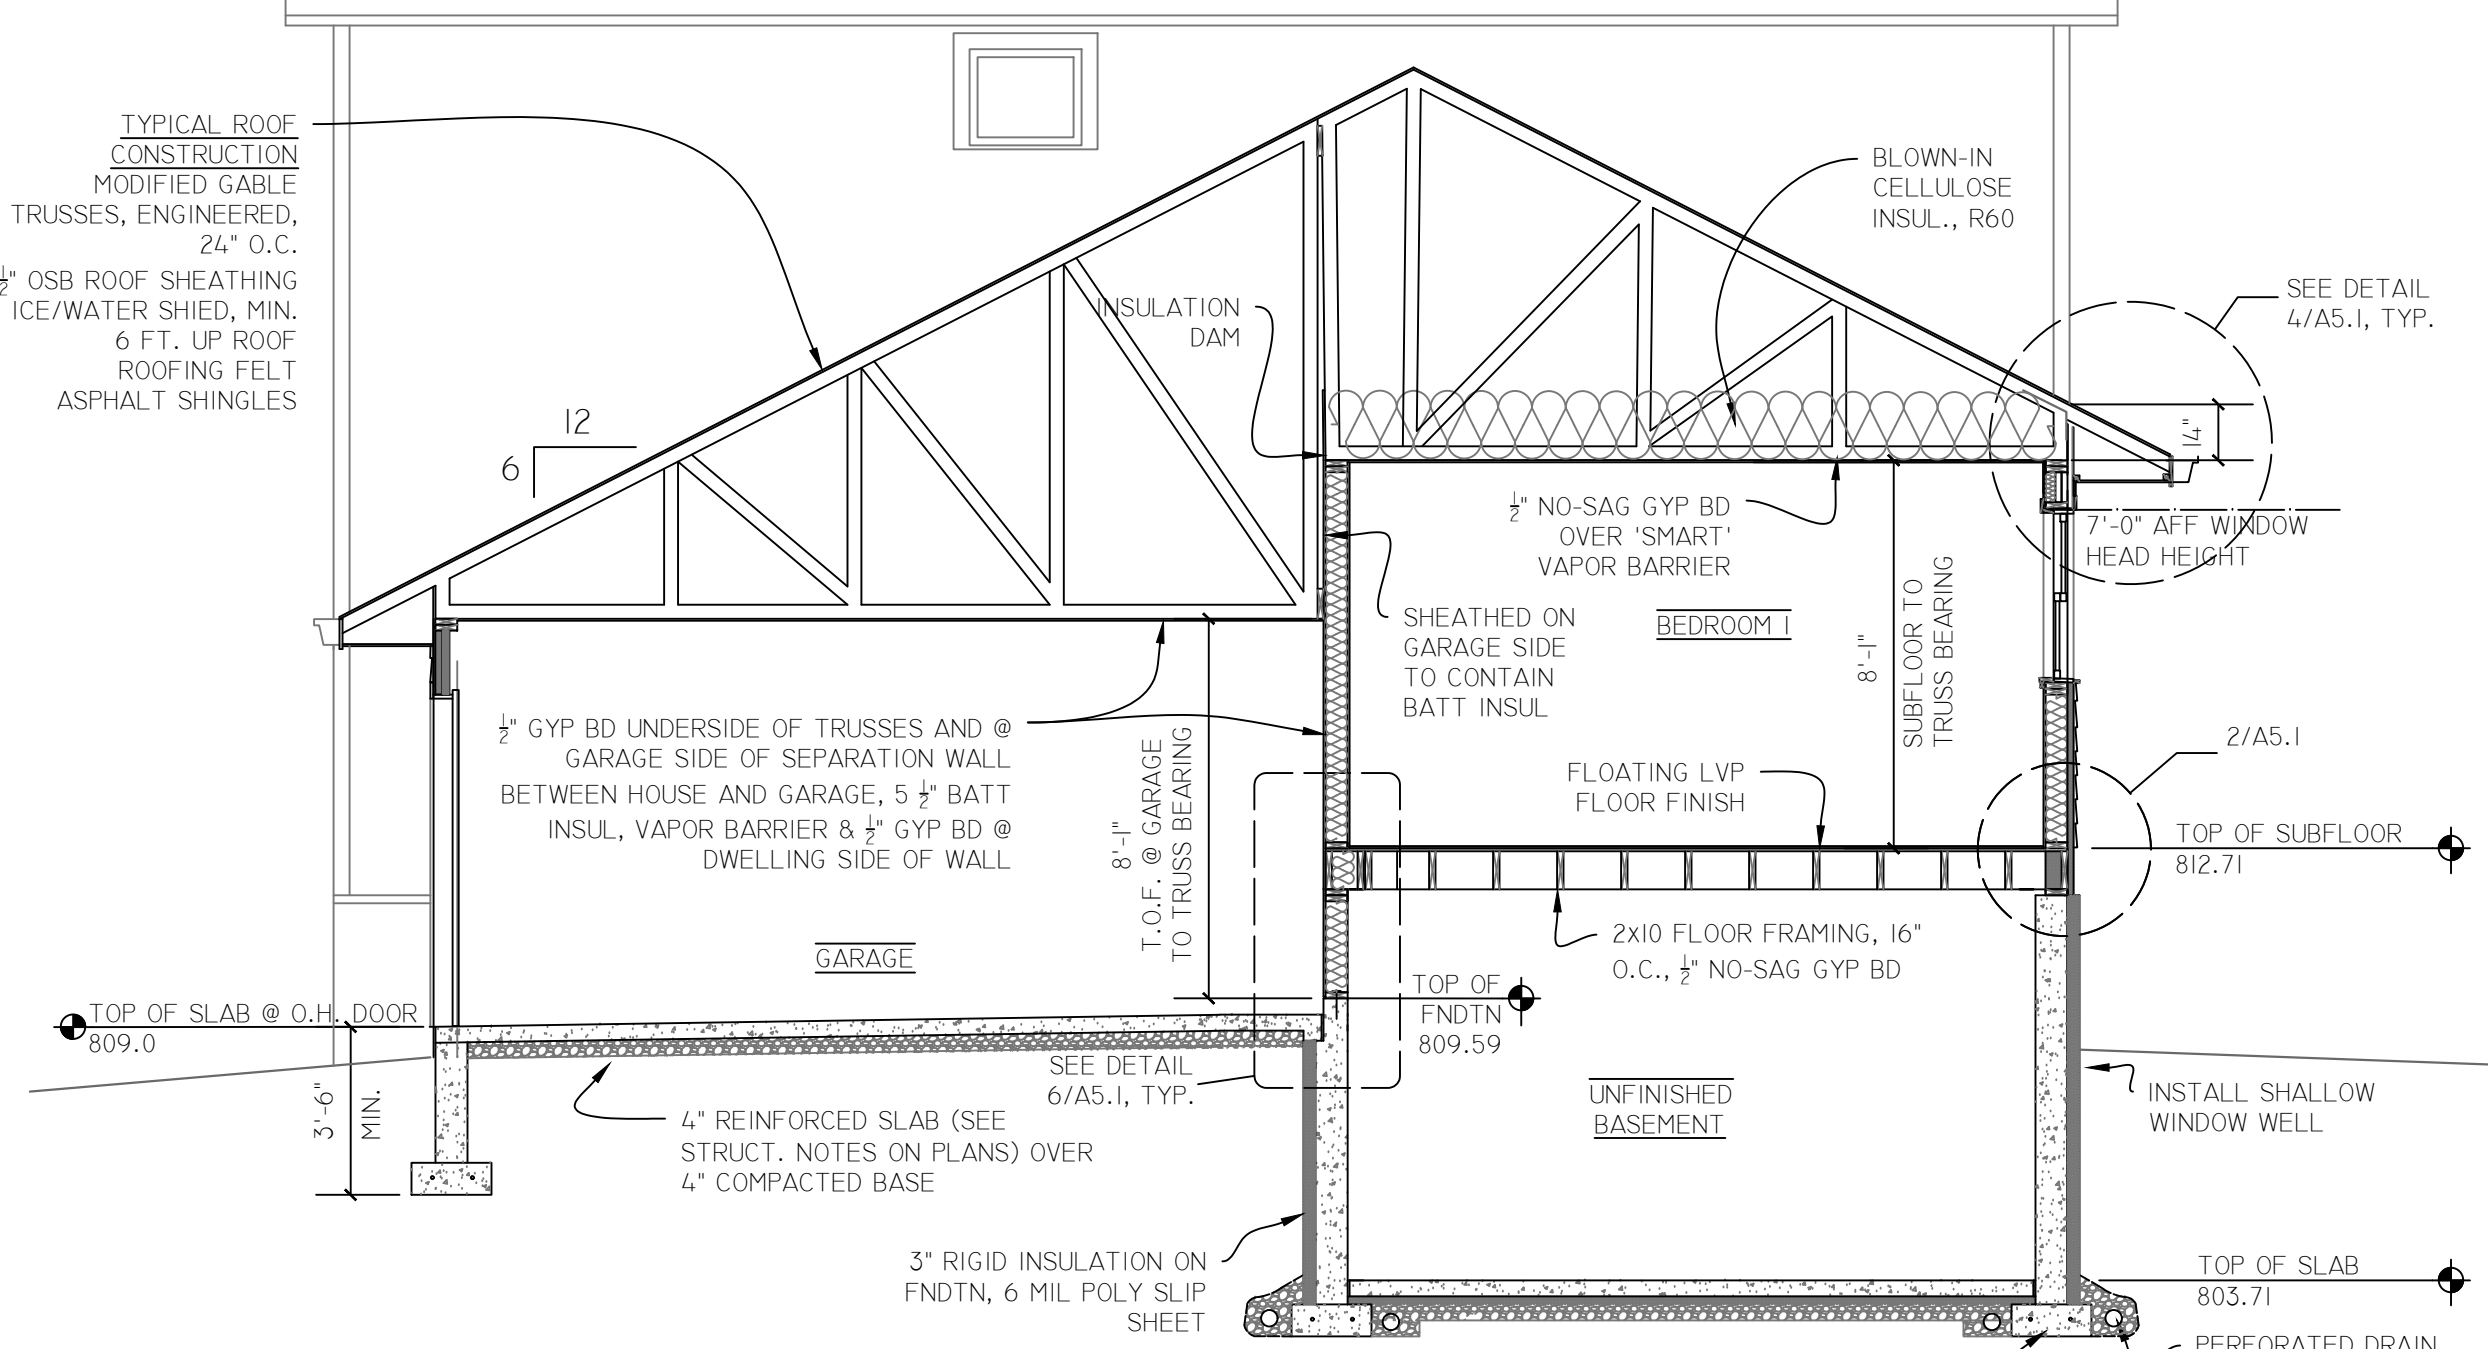 TYPICAL ROOF
CONSTRUCTION
MODIFIED GABLE
TRUSSES, ENGINEERED,
24" O.C.
½" OSB ROOF SHEATHING
ICE/WATER SHIED, MIN.
6 FT. UP ROOF
ROOFING FELT
ASPHALT SHINGLES
12
6
INSULATION
DAM
BLOWN-IN
CELLULOSE
INSUL., R60
SEE DETAIL
4/A5.1, TYP.
14"
7'-0" AFF WINDOW
HEAD HEIGHT
½" NO-SAG GYP BD
OVER 'SMART'
VAPOR BARRIER
SHEATHED ON
GARAGE SIDE
TO CONTAIN
BATT INSUL
BEDROOM 1
8'-1"
SUBFLOOR TO
TRUSS BEARING
½" GYP BD UNDERSIDE OF TRUSSES AND @
GARAGE SIDE OF SEPARATION WALL
BETWEEN HOUSE AND GARAGE, 5 ½" BATT
INSUL, VAPOR BARRIER & ½" GYP BD @
DWELLING SIDE OF WALL
8'-1"
T.O.F. @ GARAGE
TO TRUSS BEARING
FLOATING LVP
FLOOR FINISH
2/A5.1
TOP OF SUBFLOOR
812.71
GARAGE
2x10 FLOOR FRAMING, 16"
O.C., ½" NO-SAG GYP BD
TOP OF
FNDTN
809.59
TOP OF SLAB @ O.H. DOOR
809.0
3'-6"
MIN.
SEE DETAIL
6/A5.1, TYP.
4" REINFORCED SLAB (SEE
STRUCT. NOTES ON PLANS) OVER
4" COMPACTED BASE
UNFINISHED
BASEMENT
INSTALL SHALLOW
WINDOW WELL
3" RIGID INSULATION ON
FNDTN, 6 MIL POLY SLIP
SHEET
TOP OF SLAB
803.71
PERFORATED DRAIN